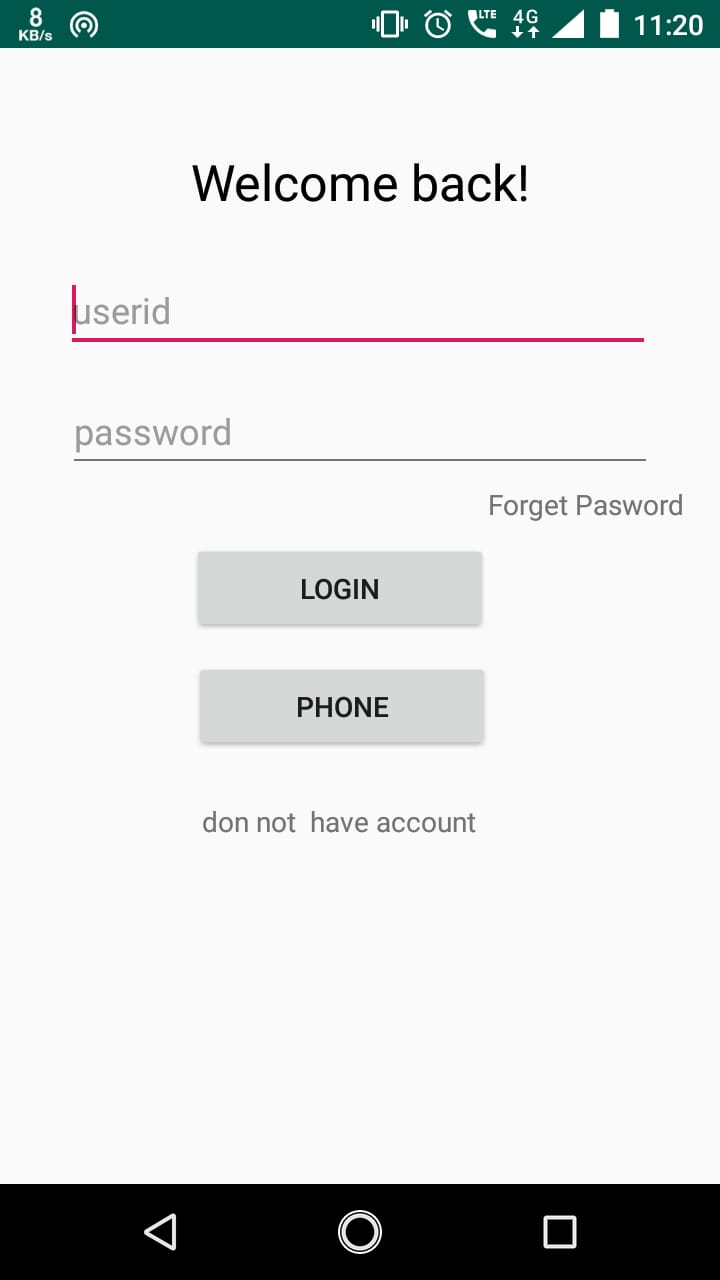 8
KB/s
LTE
4G
11:20
Welcome back!
userid
password
Forget Pasword
LOGIN
PHONE
don not  have account